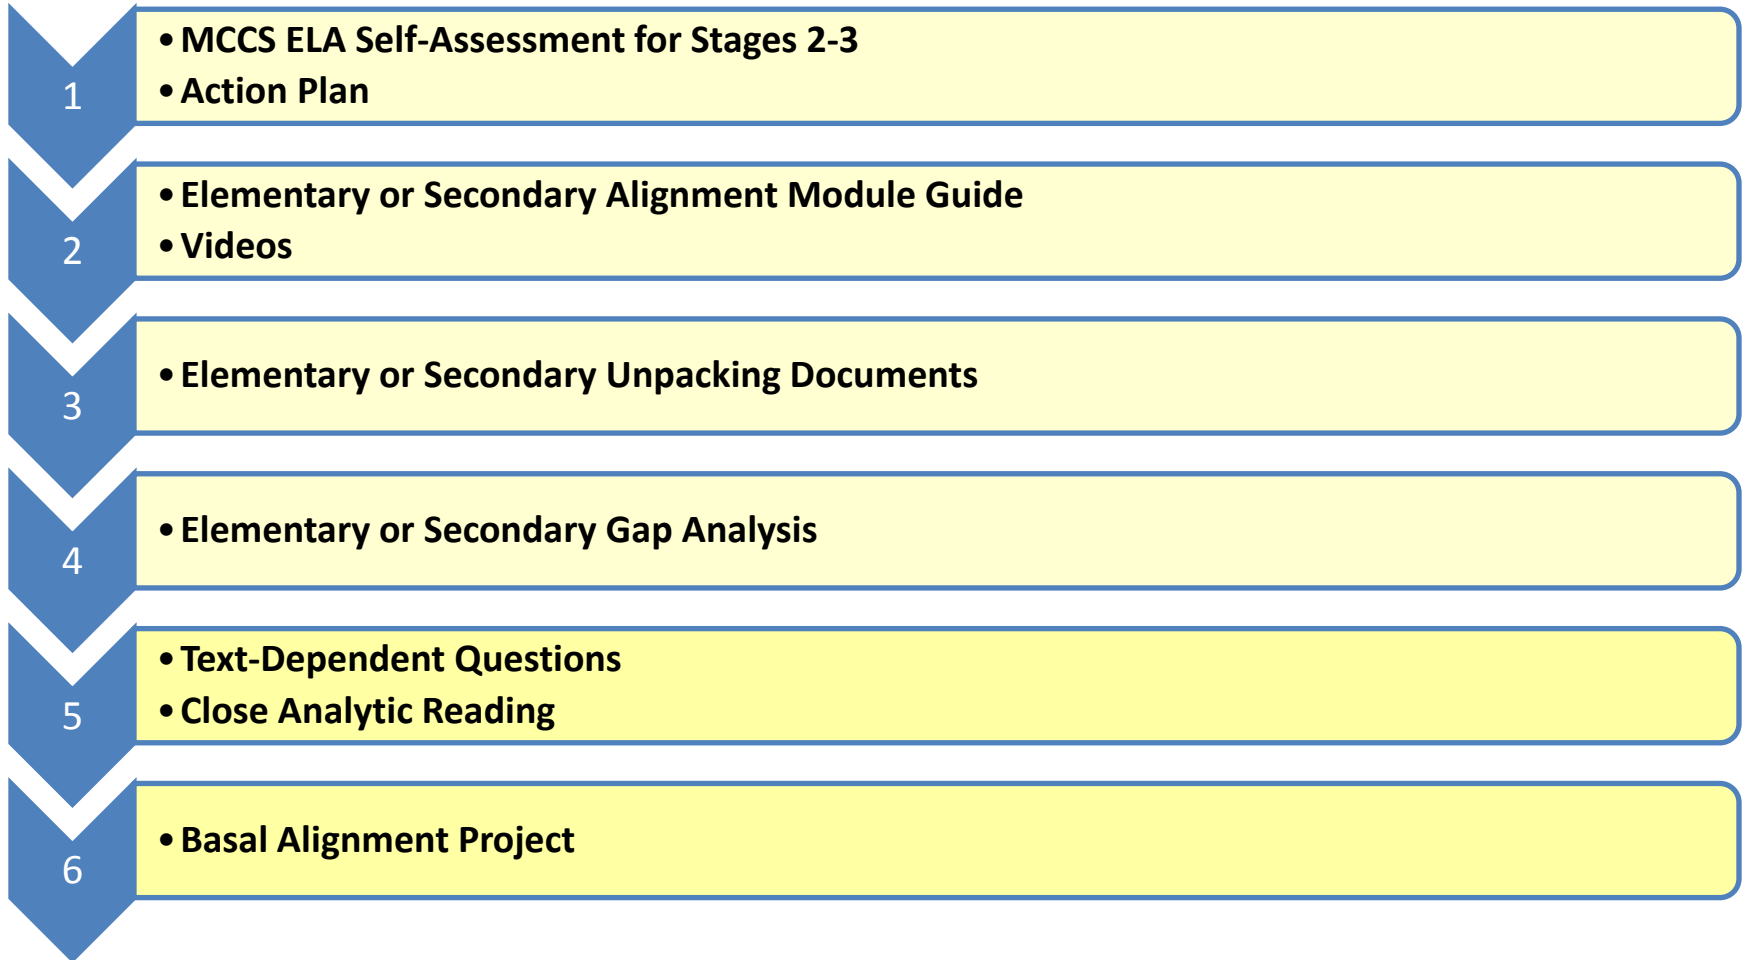 1
• MCCS ELA Self-Assessment for Stages 2-3
• Action Plan
2
• Elementary or Secondary Alignment Module Guide
• Videos
3
• Elementary or Secondary Unpacking Documents
4
• Elementary or Secondary Gap Analysis
5
• Text-Dependent Questions
• Close Analytic Reading
6
• Basal Alignment Project